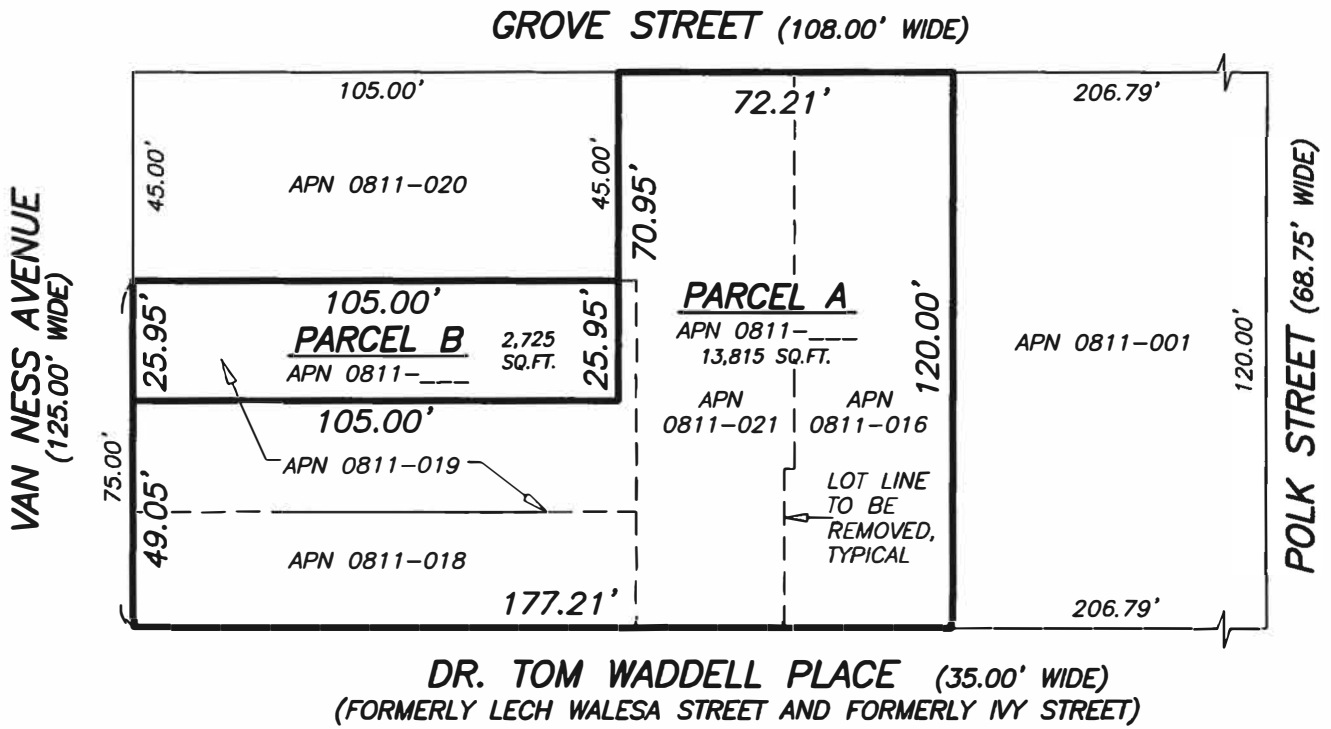 GROVE STREET (108.00' WIDE)
105.00'
72.21'
206.79'
45.00'
APN 0811-020
45.00'
70.95'
VAN NESS AVENUE
(125.00' WIDE)
POLK STREET (68.75' WIDE)
25.95'
105.00'
PARCEL B
APN 0811-___
2,725
SQ.FT.
25.95'
PARCEL A
APN 0811-___
13,815 SQ.FT.
120.00'
APN 0811-001
120.00'
105.00'
APN
0811-021
APN
0811-016
75.00'
APN 0811-019
49.05'
LOT LINE
TO BE
REMOVED,
TYPICAL
APN 0811-018
177.21'
206.79'
DR. TOM WADDELL PLACE (35.00' WIDE)
(FORMERLY LECH WALESA STREET AND FORMERLY IVY STREET)